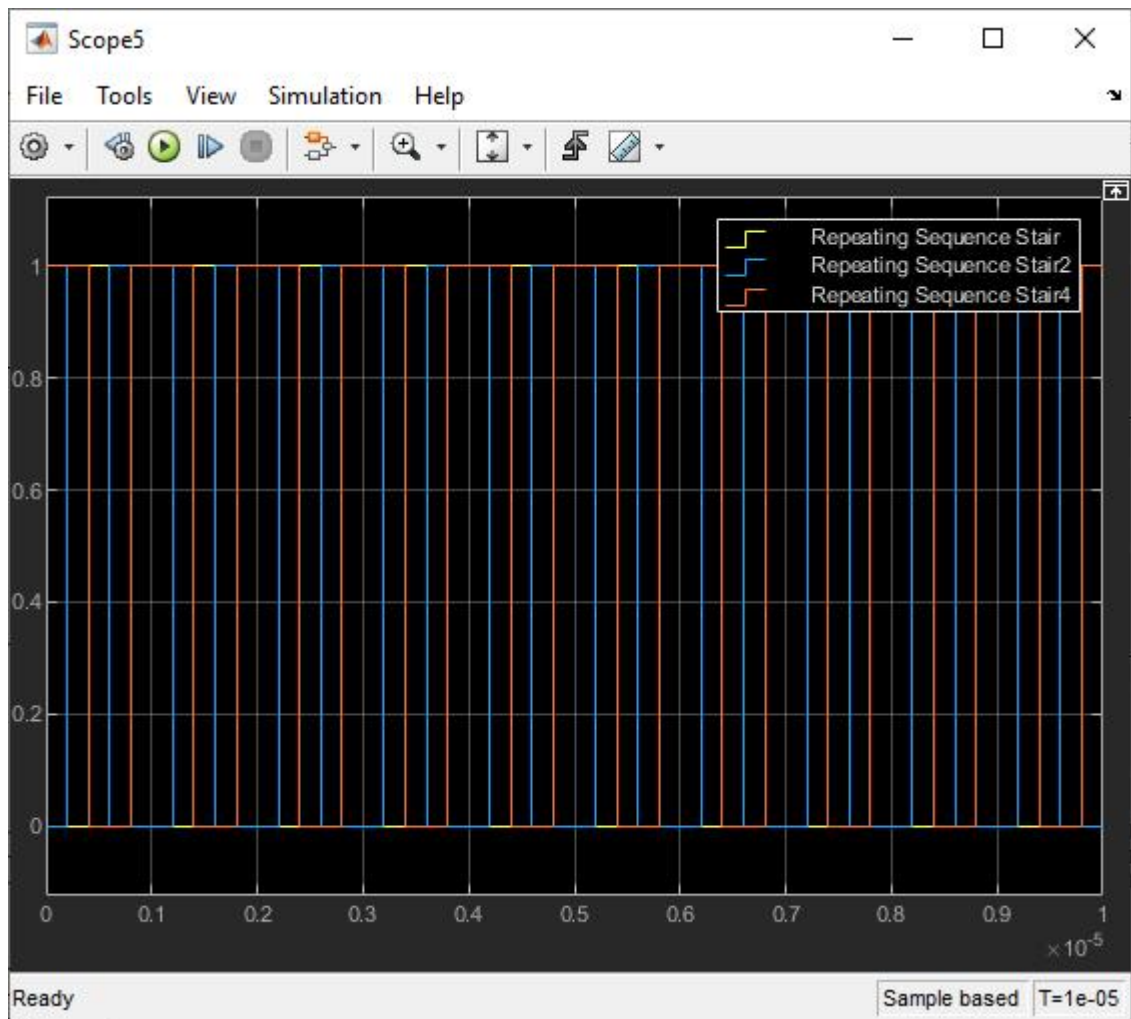 Scope5
File Tools View Simulation Help
Repeating Sequence Stair
Repeating Sequence Stair2
Repeating Sequence Stair4
1
0.8
0.6
0.4
0.2
0
0 0.1 0.2 0.3 0.4 0.5 0.6 0.7 0.8 0.9 1
×10-5
Ready Sample based T=1e-05